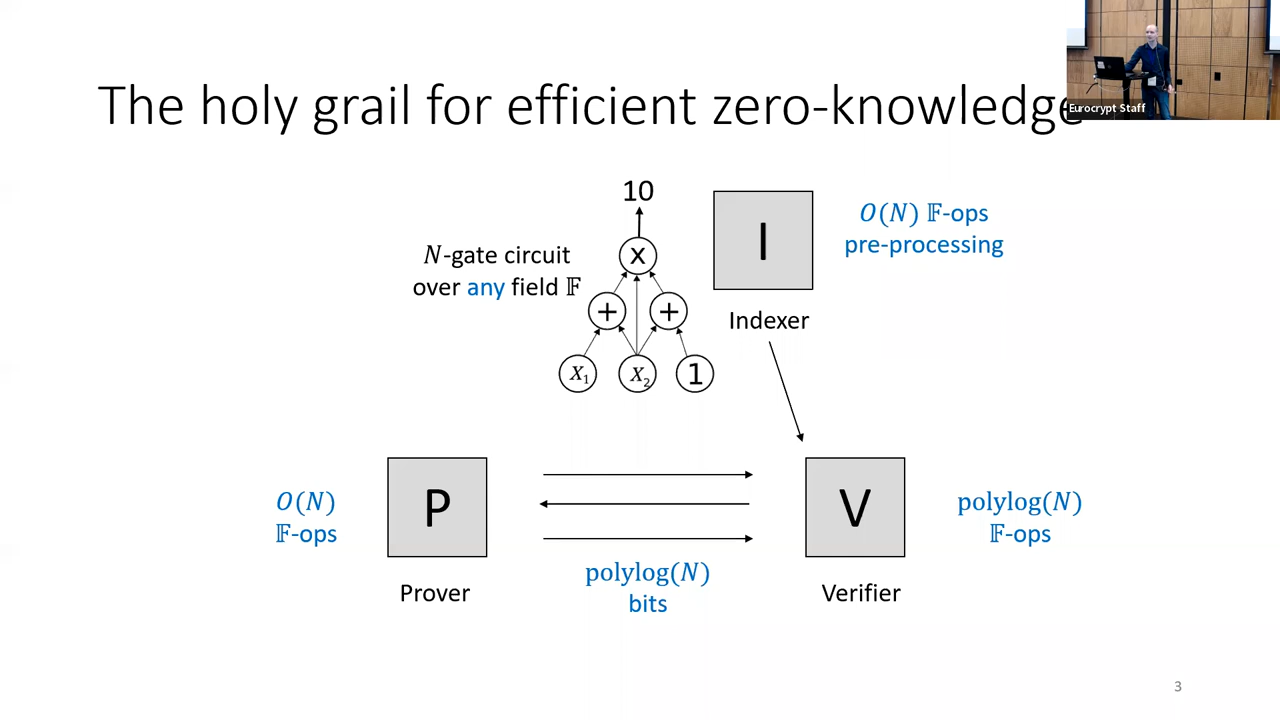 The holy grail for efficient zero-knowledge
Eurocrypt Staff
10
N-gate circuit
over any field 𝔽
x
+
+
X₁
X₂
1
I
Indexer
O(N) 𝔽-ops
pre-processing
O(N)
𝔽-ops
P
Prover
polylog(N)
bits
V
Verifier
polylog(N)
𝔽-ops
3